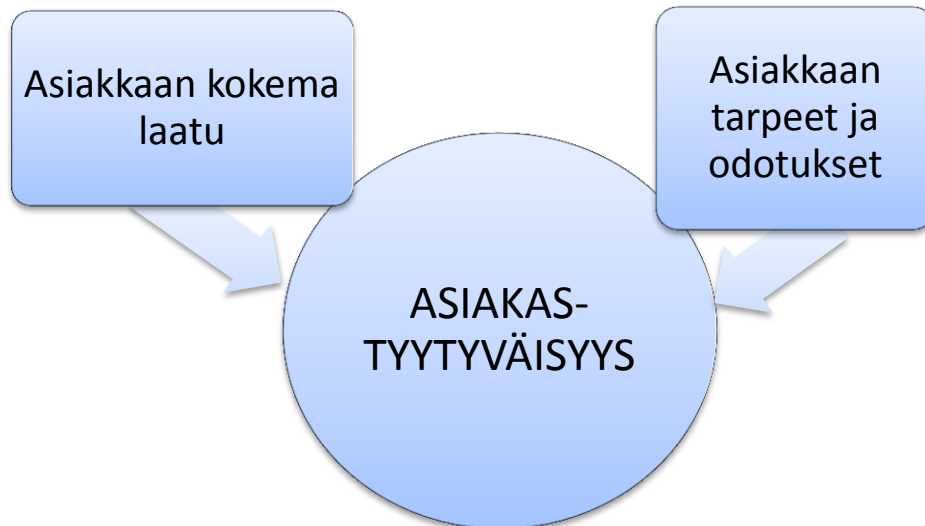 Asiakkaan kokema
laatu
Asiakkaan
tarpeet ja
odotukset
ASIAKAS-
TYYTYVÄISYYS